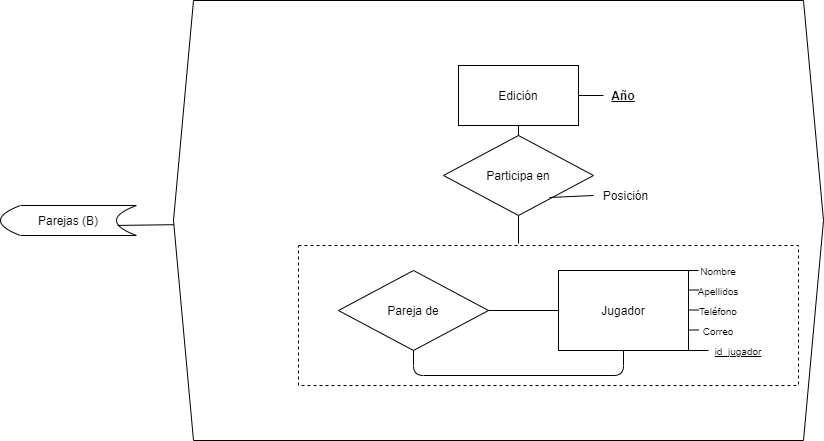 Edición
Año
Participa en
Posición
Parejas (B)
Pareja de
Jugador
Nombre
Apellidos
Teléfono
Correo
id_jugador